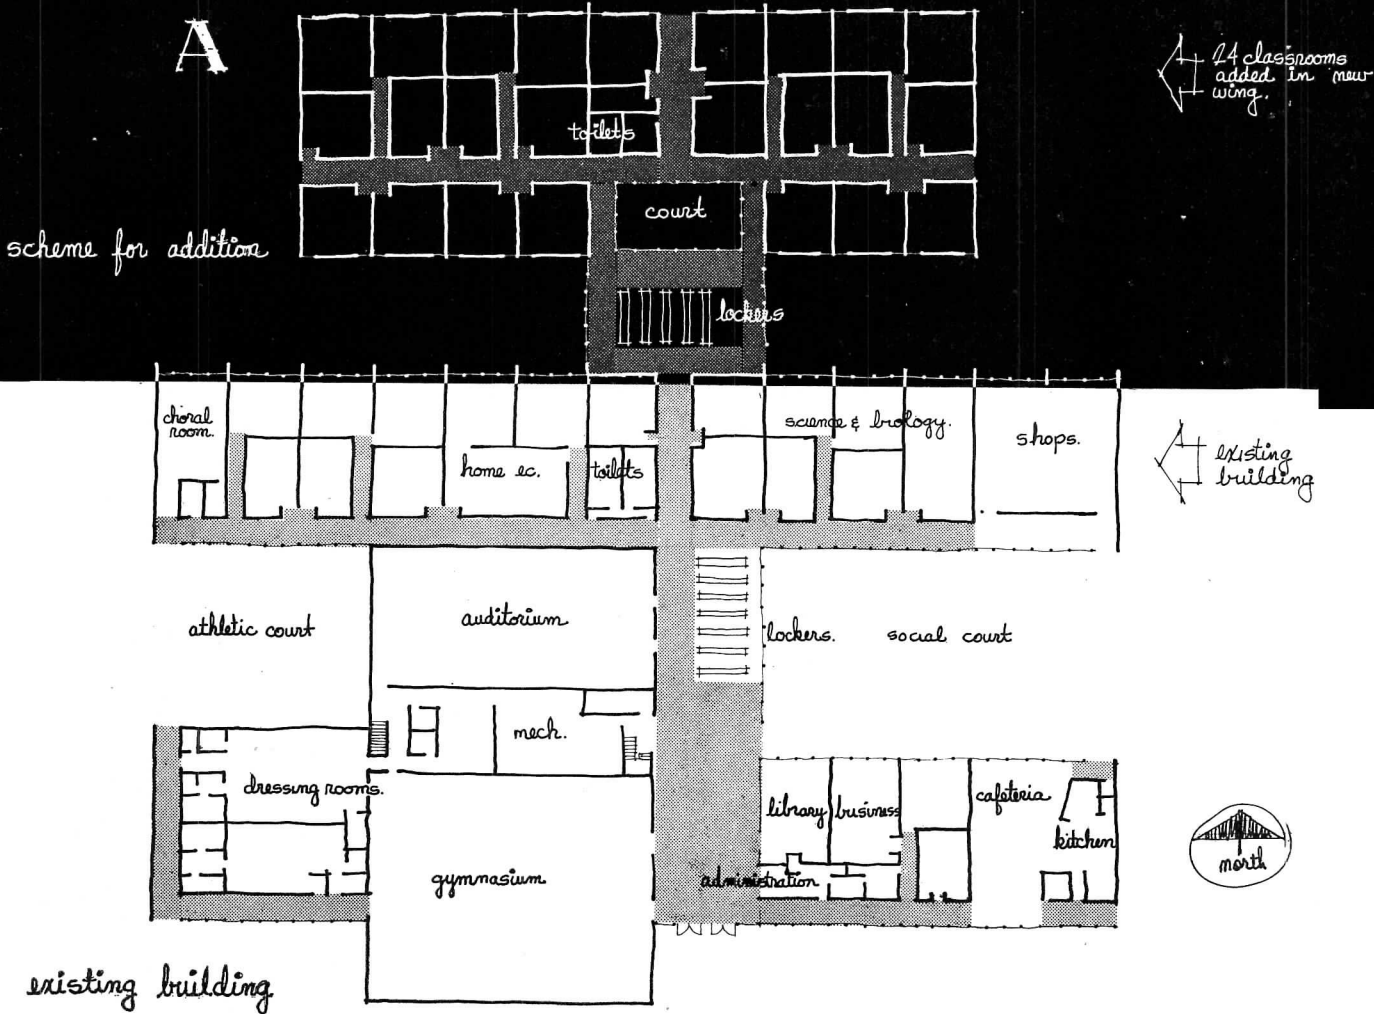 A
24 classrooms
added in new
wing.
toilets
court
scheme for addition
lockers
choral
room.
science & biology.
shops.
home ec.
toilets
existing
building
athletic court
auditorium
lockers.
social court
mech.
dressing rooms.
library
business
cafeteria
kitchen
administration
gymnasium
north
existing building